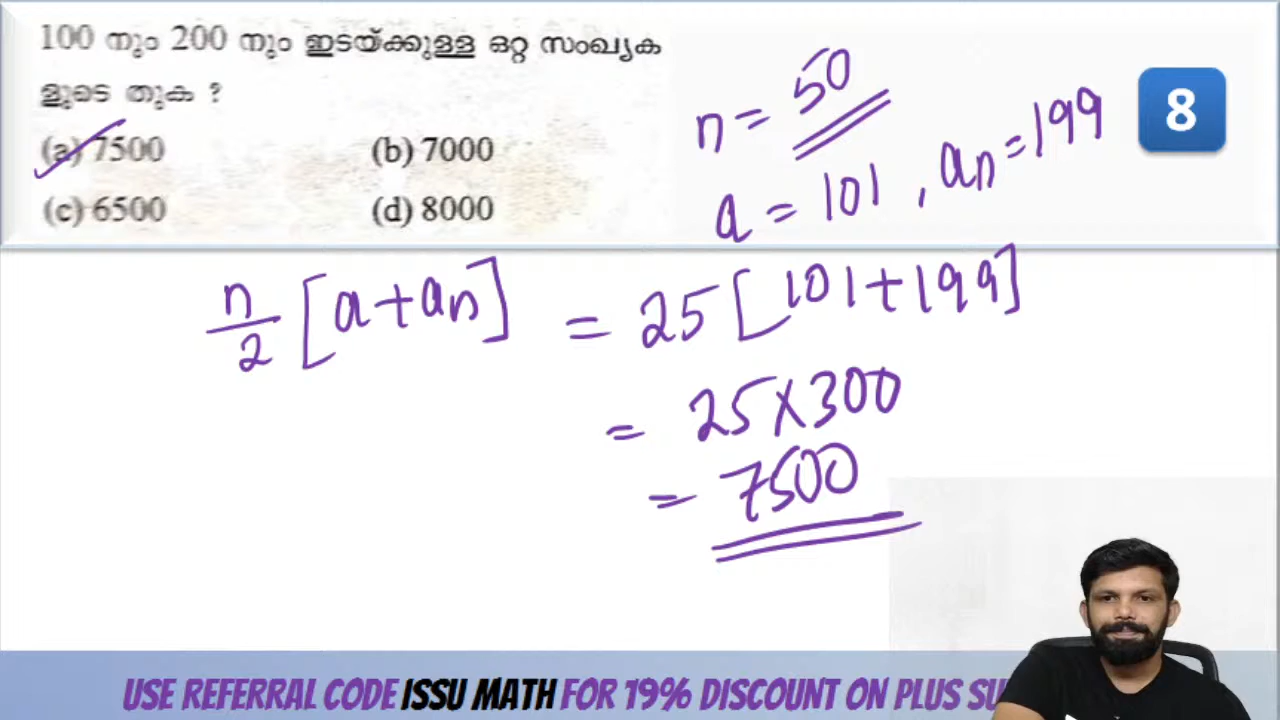 100 നും 200 നും ഇടയ്ക്കുള്ള ഒറ്റ സംഖ്യക
ളുടെ തുക ?
(a) 7500 (b) 7000
(c) 6500 (d) 8000
n = 50
a = 101 , an = 199
8
n/2 [a+an] = 25 [101+199]
= 25×300
= 7500
USE REFERRAL CODE ISSU MATH FOR 19% DISCOUNT ON PLUS SU